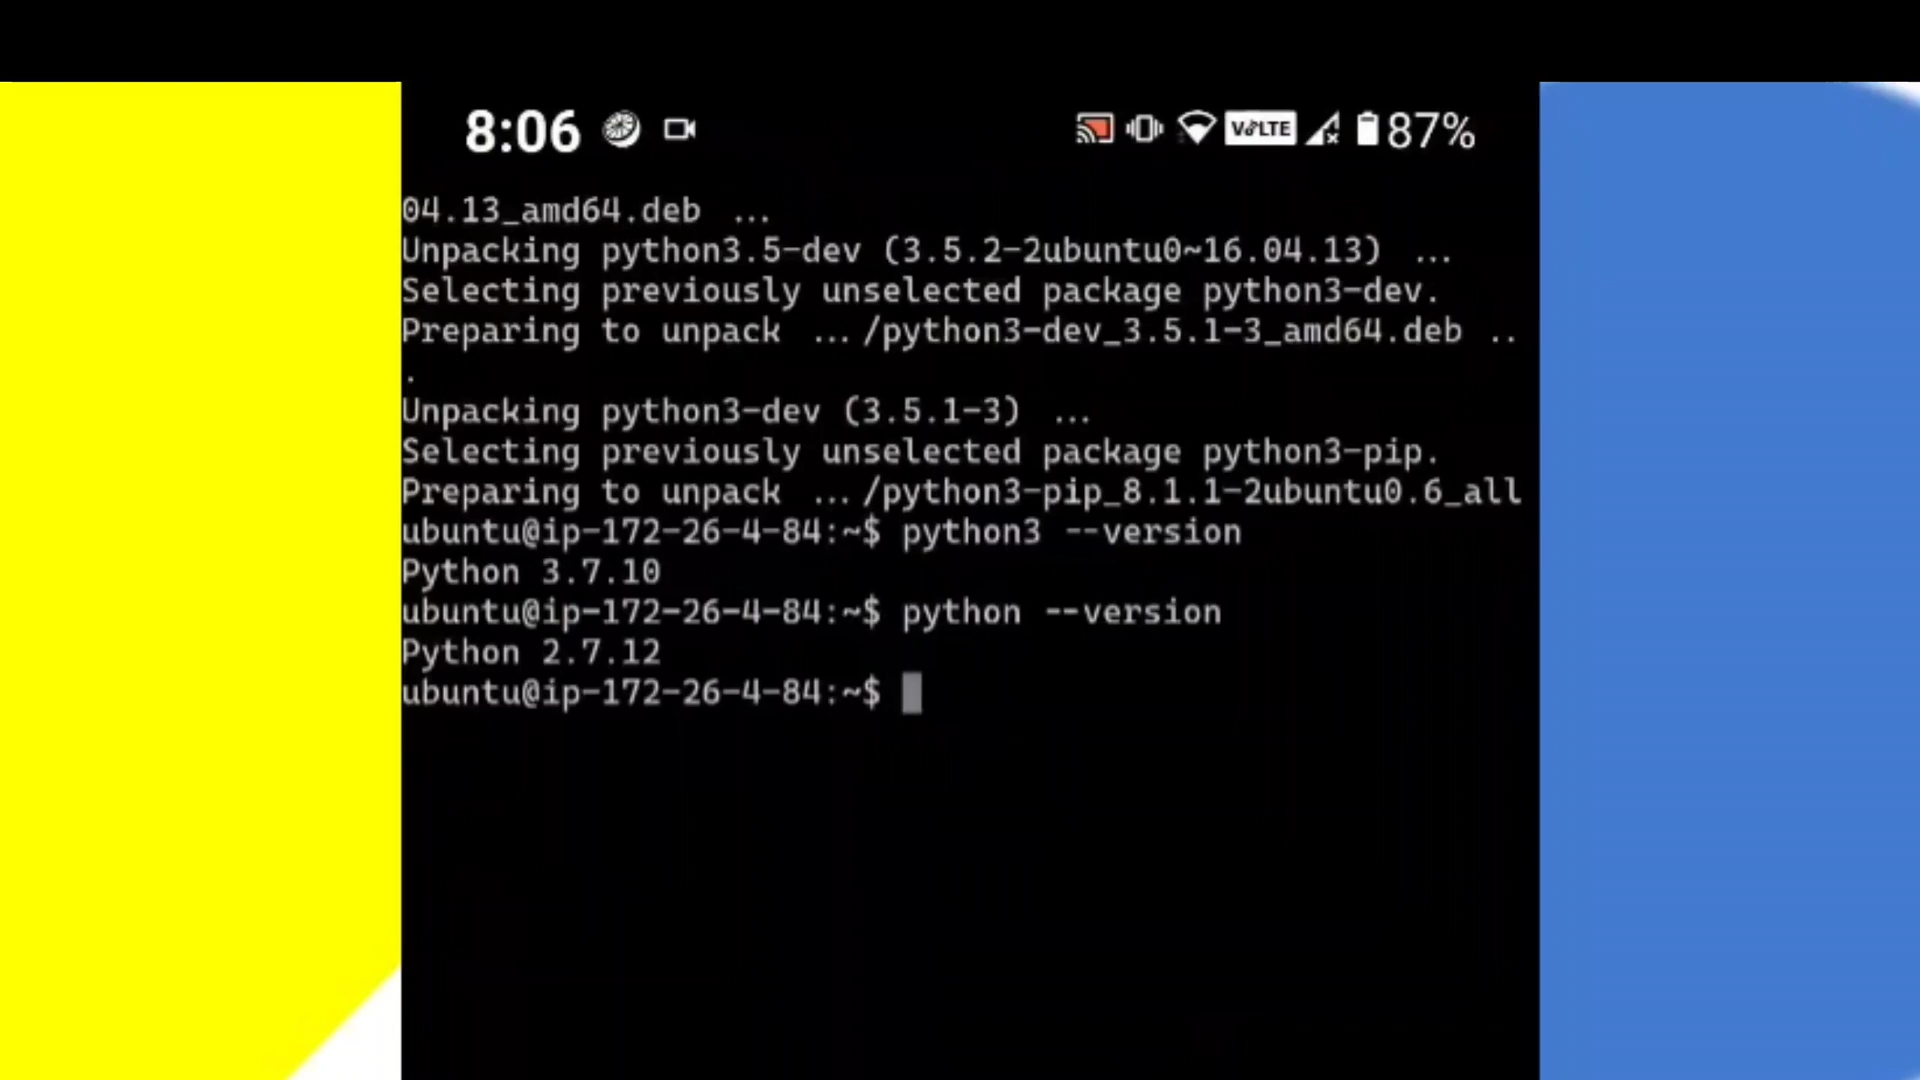 8:06 VoLTE 87%
04.13_amd64.deb ...
Unpacking python3.5-dev (3.5.2-2ubuntu0~16.04.13) ...
Selecting previously unselected package python3-dev.
Preparing to unpack .../python3-dev_3.5.1-3_amd64.deb ..
.
Unpacking python3-dev (3.5.1-3) ...
Selecting previously unselected package python3-pip.
Preparing to unpack .../python3-pip_8.1.1-2ubuntu0.6_all
ubuntu@ip-172-26-4-84:~$ python3 --version
Python 3.7.10
ubuntu@ip-172-26-4-84:~$ python --version
Python 2.7.12
ubuntu@ip-172-26-4-84:~$